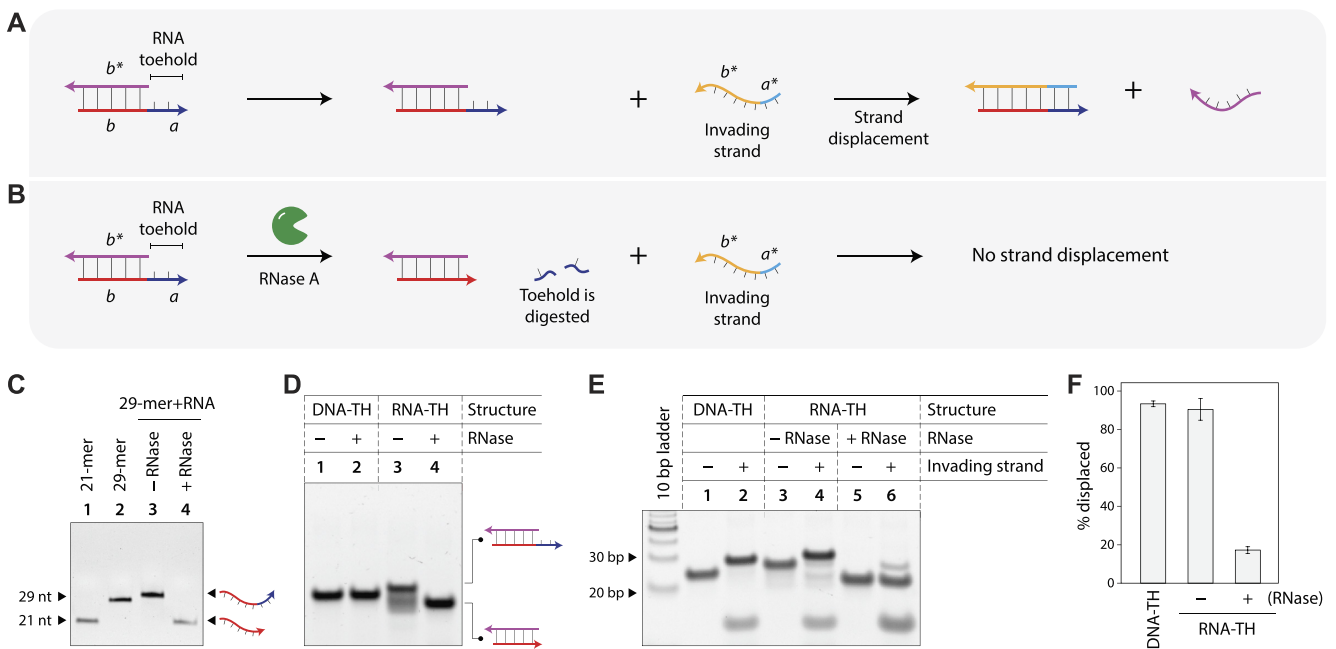 A
RNA
toehold
b*
b
a
+
b*
a*
Invading
strand
Strand
displacement
+
B
RNA
toehold
b*
b
a
RNase A
Toehold is
digested
+
b*
a*
Invading
strand
No strand displacement
C
29-mer+RNA
21-mer
29-mer
– RNase
+ RNase
1 2 3 4
29 nt
21 nt
D
DNA-TH RNA-TH Structure
– + – + RNase
1 2 3 4
E
10 bp ladder
DNA-TH RNA-TH Structure
– RNase + RNase RNase
– + – + – + Invading strand
1 2 3 4 5 6
30 bp
20 bp
F
% displaced
100
80
60
40
20
0
DNA-TH
– + (RNase)
RNA-TH